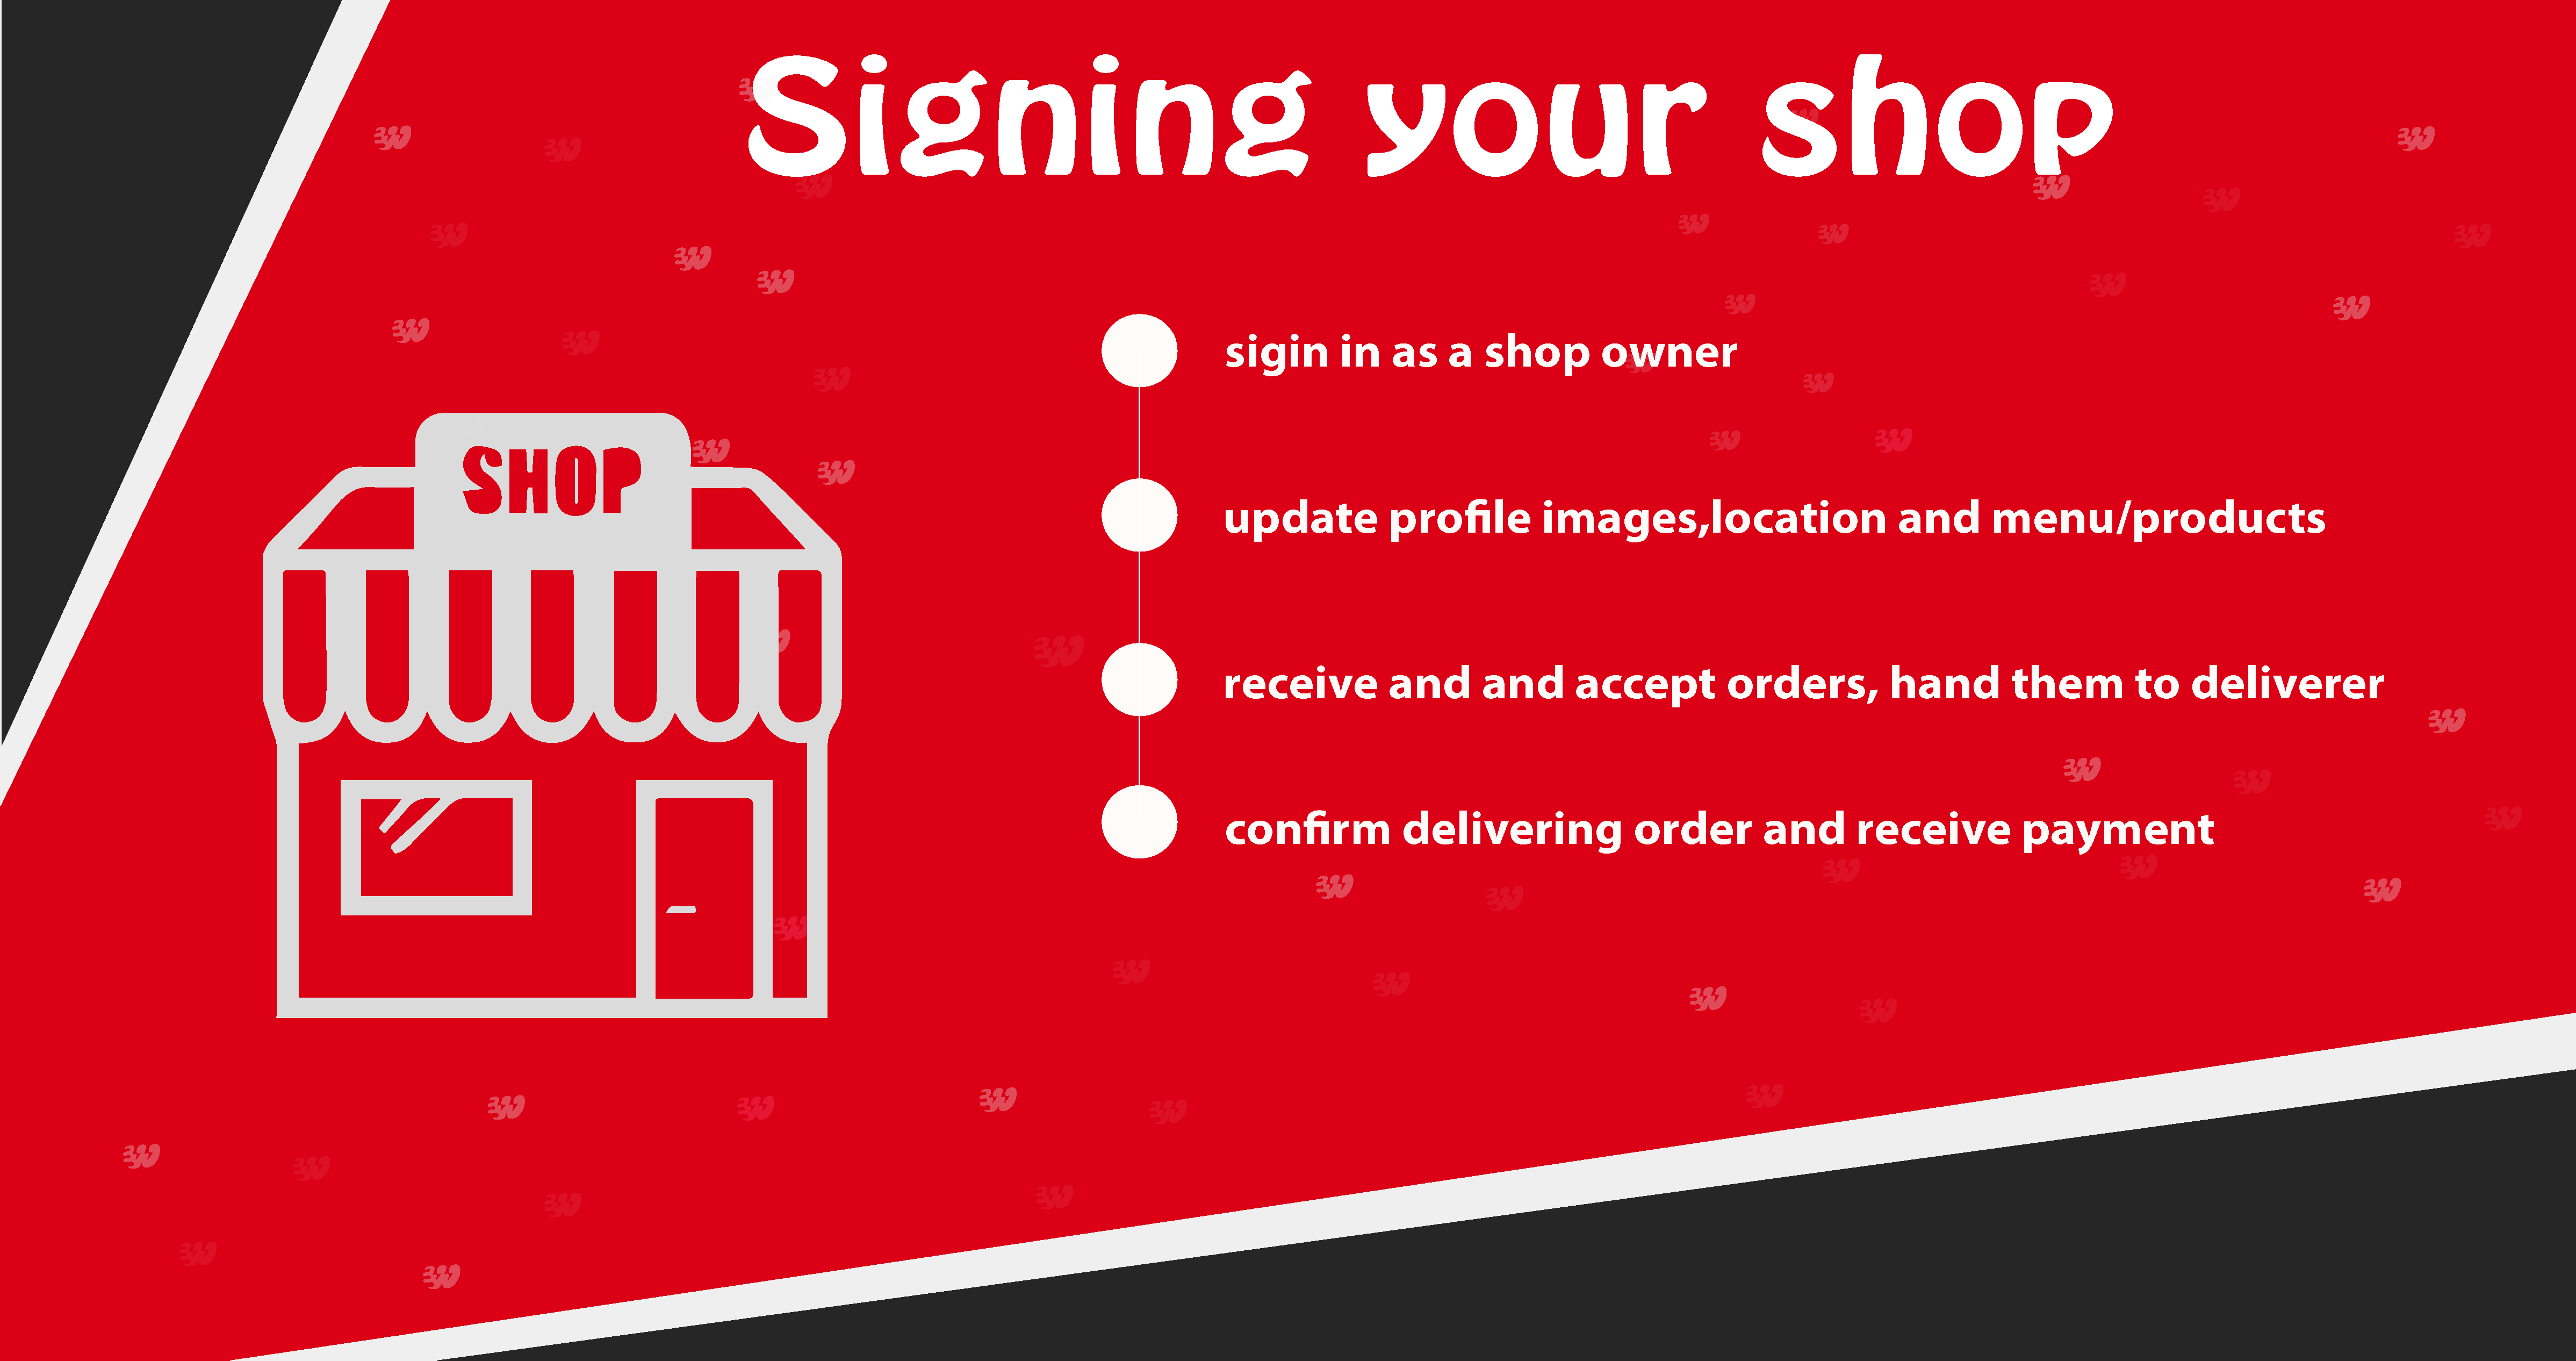 Signing your shop
SHOP
sigin in as a shop owner
update profile images,location and menu/products
receive and and accept orders, hand them to deliverer
confirm delivering order and receive payment